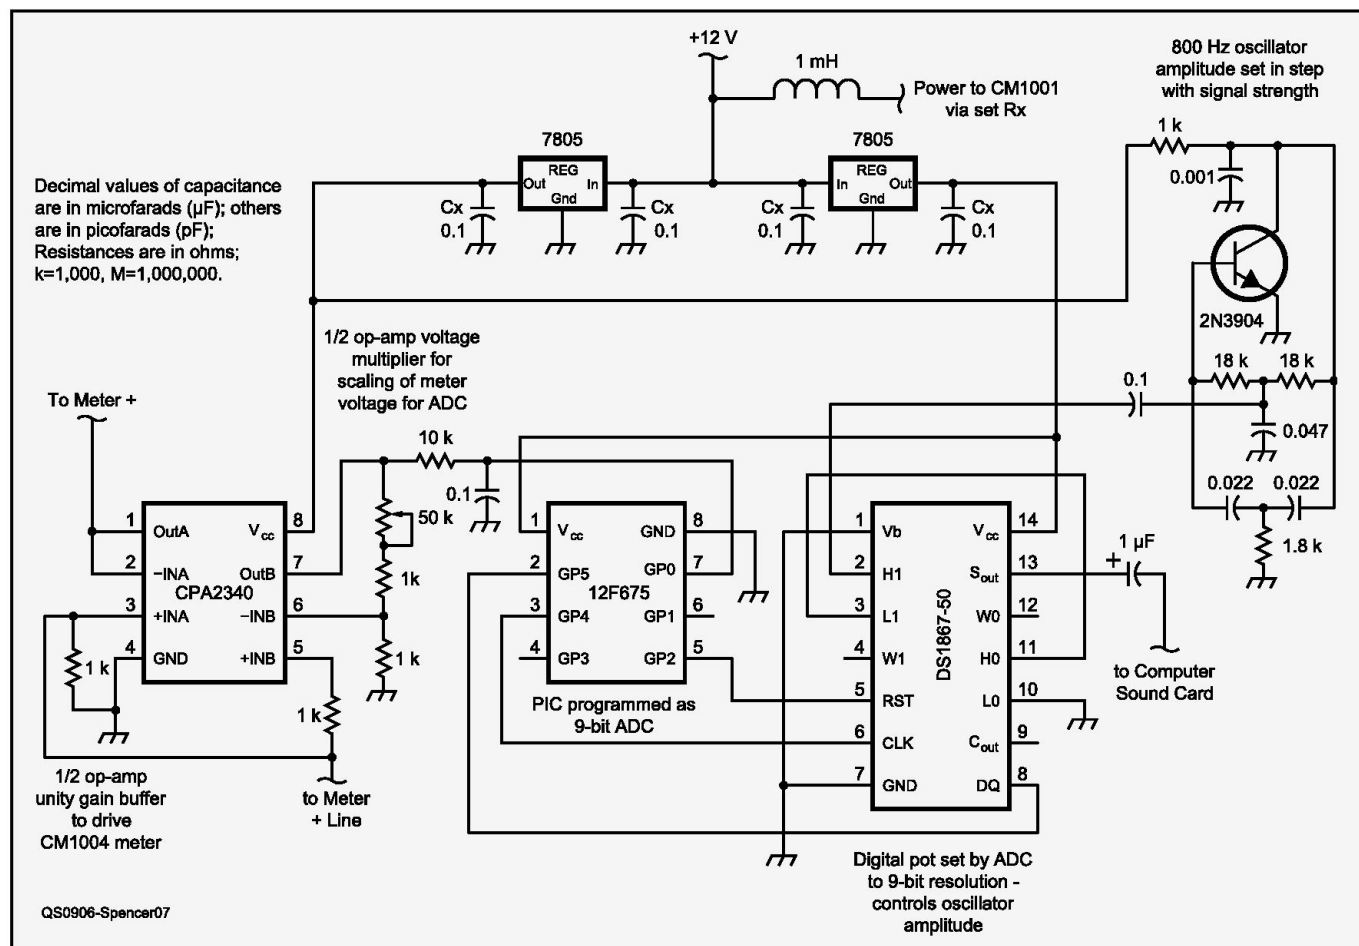 +12 V
1 mH
Power to CM1001
via set Rx
800 Hz oscillator
amplitude set in step
with signal strength
1 k
0.001
2N3904
18 k
18 k
0.1
0.047
0.022
0.022
1.8 k
7805
REG
Out
In
Gnd
7805
REG
In
Out
Gnd
Cx
0.1
Cx
0.1
Cx
0.1
Cx
0.1
Decimal values of capacitance
are in microfarads (µF); others
are in picofarads (pF);
Resistances are in ohms;
k=1,000, M=1,000,000.
1/2 op-amp voltage
multiplier for
scaling of meter
voltage for ADC
To Meter +
10 k
0.1
50 k
1k
1 k
1 k
1 k
1 OutA
2 −INA
3 +INA
4 GND
CPA2340
Vcc 8
OutB 7
−INB 6
+INB 5
1/2 op-amp
unity gain buffer
to drive
CM1004 meter
to Meter
+ Line
1 Vcc
2 GP5
3 GP4
4 GP3
12F675
GND 8
GP0 7
GP1 6
GP2 5
PIC programmed as
9-bit ADC
1 Vb
2 H1
3 L1
4 W1
5 RST
6 CLK
7 GND
DS1867-50
Vcc 14
Sout 13
W0 12
H0 11
L0 10
Cout 9
DQ 8
+ 1 µF
to Computer
Sound Card
Digital pot set by ADC
to 9-bit resolution -
controls oscillator
amplitude
QS0906-Spencer07